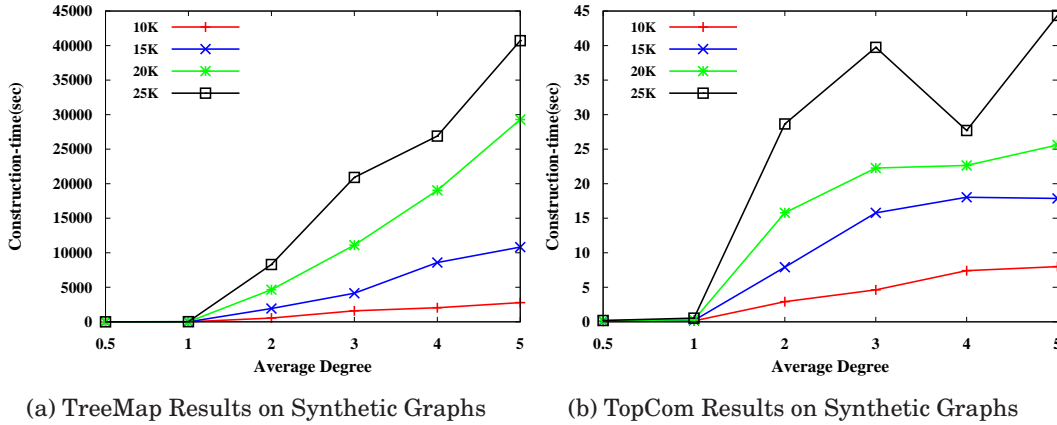 45000
40000
35000
30000
25000
20000
15000
10000
5000
0
0.5 1 2 3 4 5
Construction-time(sec)
Average Degree
10K
15K
20K
25K
(a) TreeMap Results on Synthetic Graphs
45
40
35
30
25
20
15
10
5
0
0.5 1 2 3 4 5
Construction-time(sec)
Average Degree
10K
15K
20K
25K
(b) TopCom Results on Synthetic Graphs